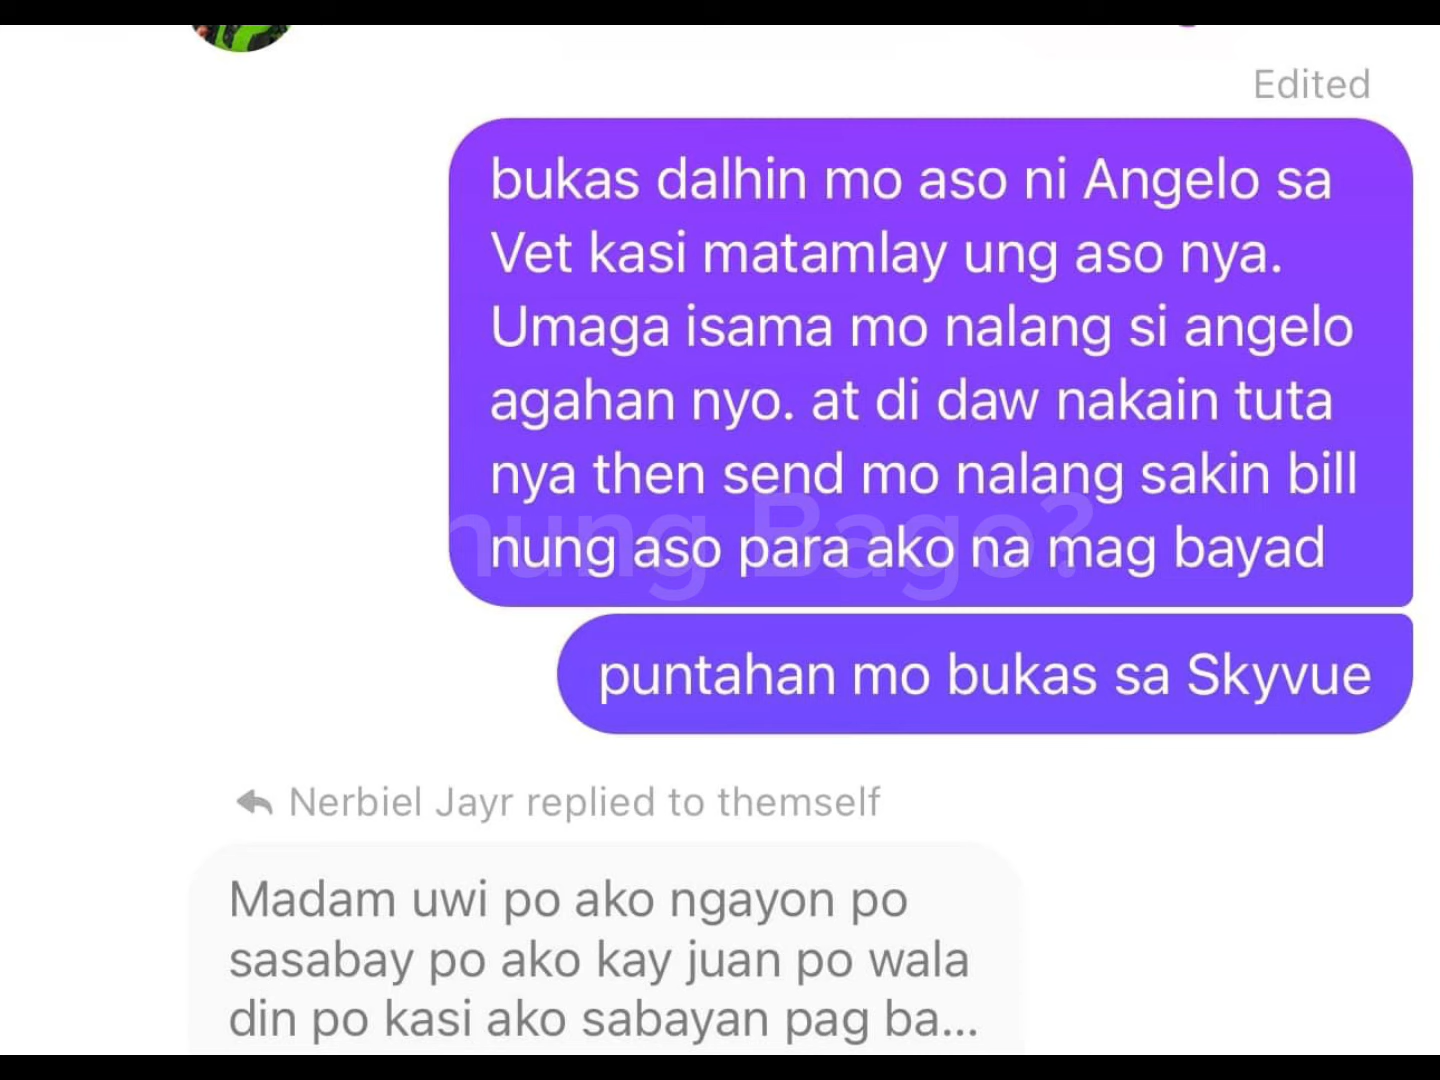 Edited
bukas dalhin mo aso ni Angelo sa
Vet kasi matamlay ung aso nya.
Umaga isama mo nalang si angelo
agahan nyo. at di daw nakain tuta
nya then send mo nalang sakin bill
nung aso para ako na mag bayad
nung Bago?
puntahan mo bukas sa Skyvue
Nerbiel Jayr replied to themself
Madam uwi po ako ngayon po
sasabay po ako kay juan po wala
din po kasi ako sabayan pag ba...